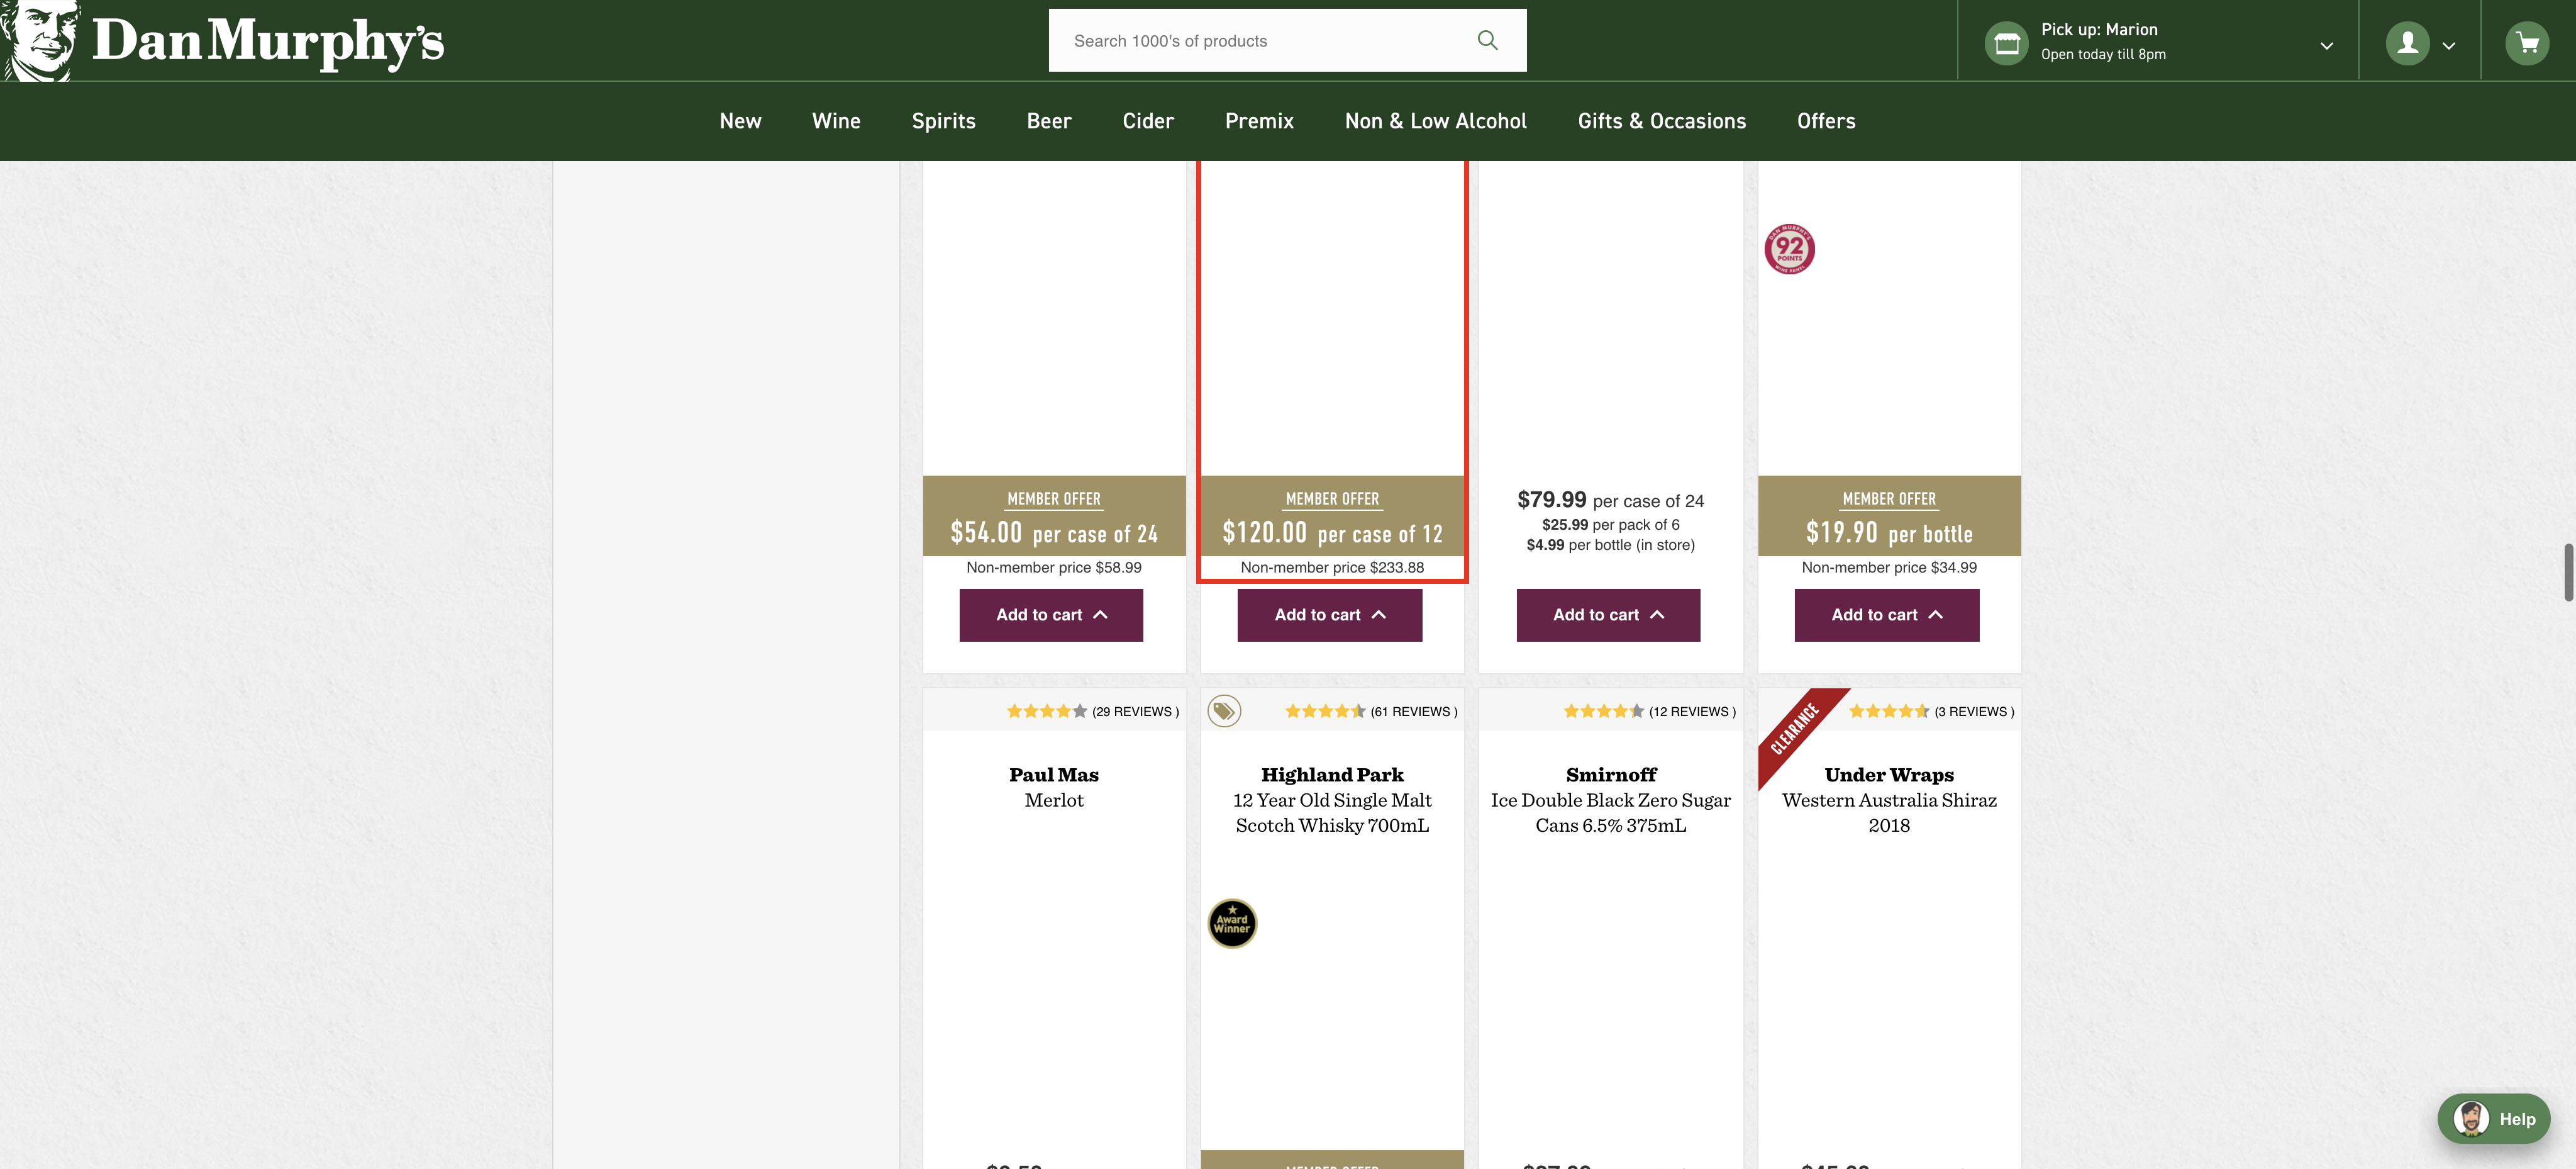 Dan Murphy's
Search 1000's of products
Pick up: Marion
Open today till 8pm
New Wine Spirits Beer Cider Premix Non & Low Alcohol Gifts & Occasions Offers
DAN MURPHY'S
92
POINTS
WINE PANEL
MEMBER OFFER
$54.00 per case of 24
Non-member price $58.99
Add to cart
MEMBER OFFER
$120.00 per case of 12
Non-member price $233.88
Add to cart
$79.99 per case of 24
$25.99 per pack of 6
$4.99 per bottle (in store)
Add to cart
MEMBER OFFER
$19.90 per bottle
Non-member price $34.99
Add to cart
(29 REVIEWS )
Paul Mas
Merlot
(61 REVIEWS )
Highland Park
12 Year Old Single Malt
Scotch Whisky 700mL
Award
Winner
MEMBER OFFER
(12 REVIEWS )
Smirnoff
Ice Double Black Zero Sugar
Cans 6.5% 375mL
CLEARANCE
(3 REVIEWS )
Under Wraps
Western Australia Shiraz
2018
Help